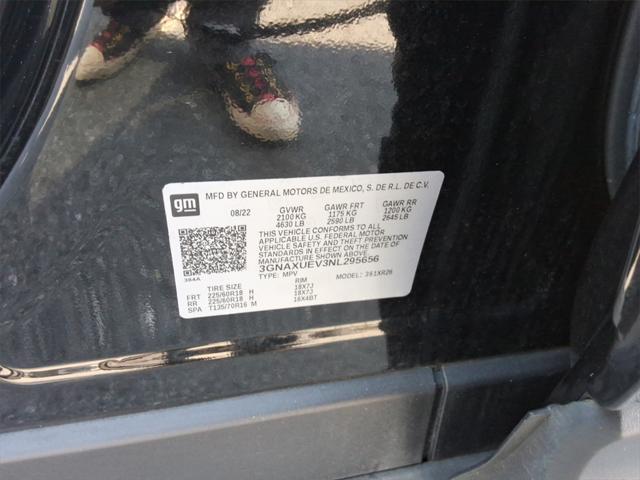 gm MFD BY GENERAL MOTORS DE MEXICO, S. DE R.L. DE C.V.
08/22 GVWR GAWR FRT GAWR RR
2100 KG 1175 KG 1200 KG
4630 LB 2590 LB 2645 LB
THIS VEHICLE CONFORMS TO ALL
APPLICABLE U.S. FEDERAL MOTOR
VEHICLE SAFETY AND THEFT PREVENTION
STANDARDS IN EFFECT ON THE DATE OF
MANUFACTURE SHOWN ABOVE.
3GNAXUEV3NL295656
394A TYPE: MPV MODEL: 361XR26
TIRE SIZE RIM
FRT 225/60R18 H 18X7J
RR 225/60R18 H 18X7J
SPA T135/70R16 M 16X4BT